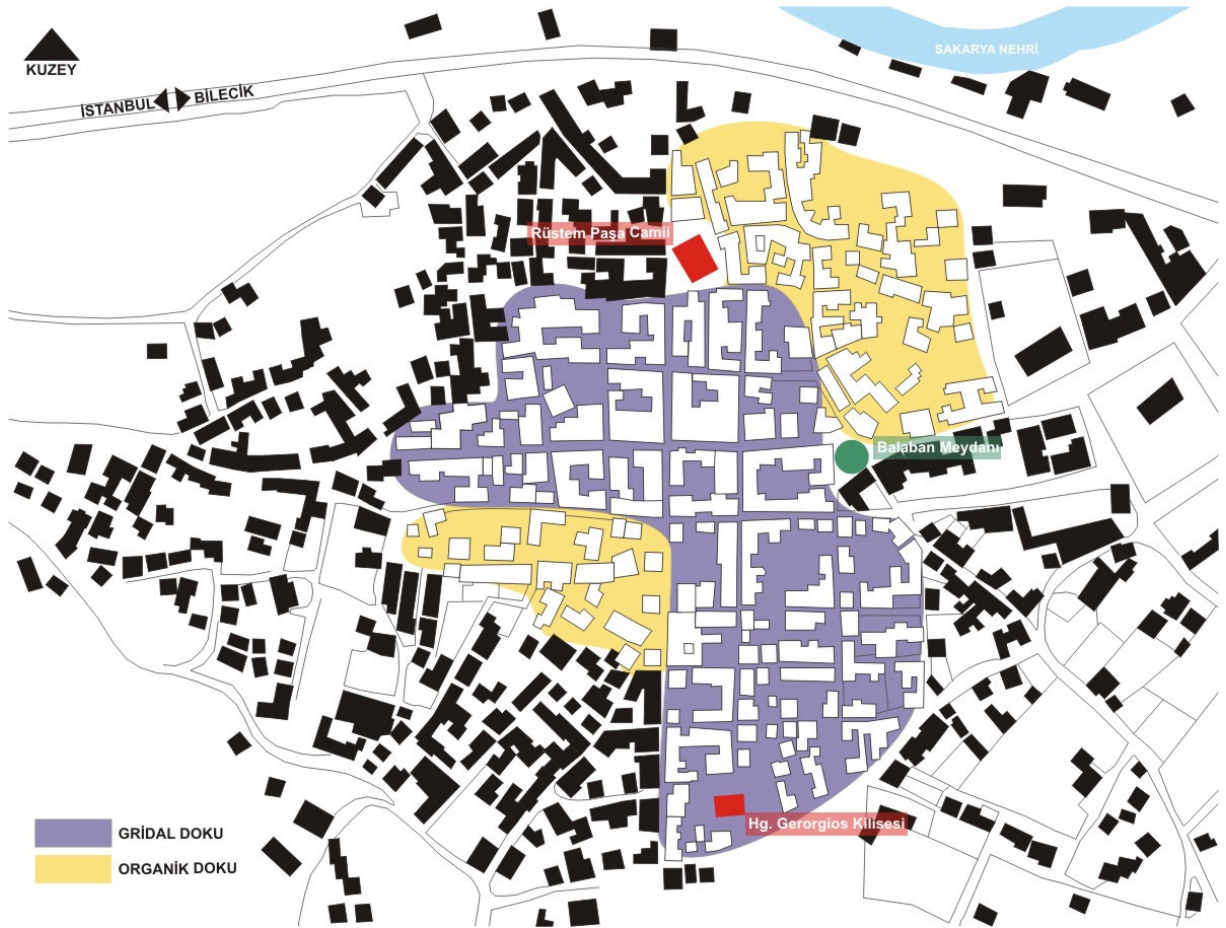 SAKARYA NEHRİ
KUZEY
İSTANBUL BİLECİK
Rüstem Paşa Camii
Balaban Meydanı
GRİDAL DOKU
ORGANİK DOKU
Hg. Gerorgios Kilisesi